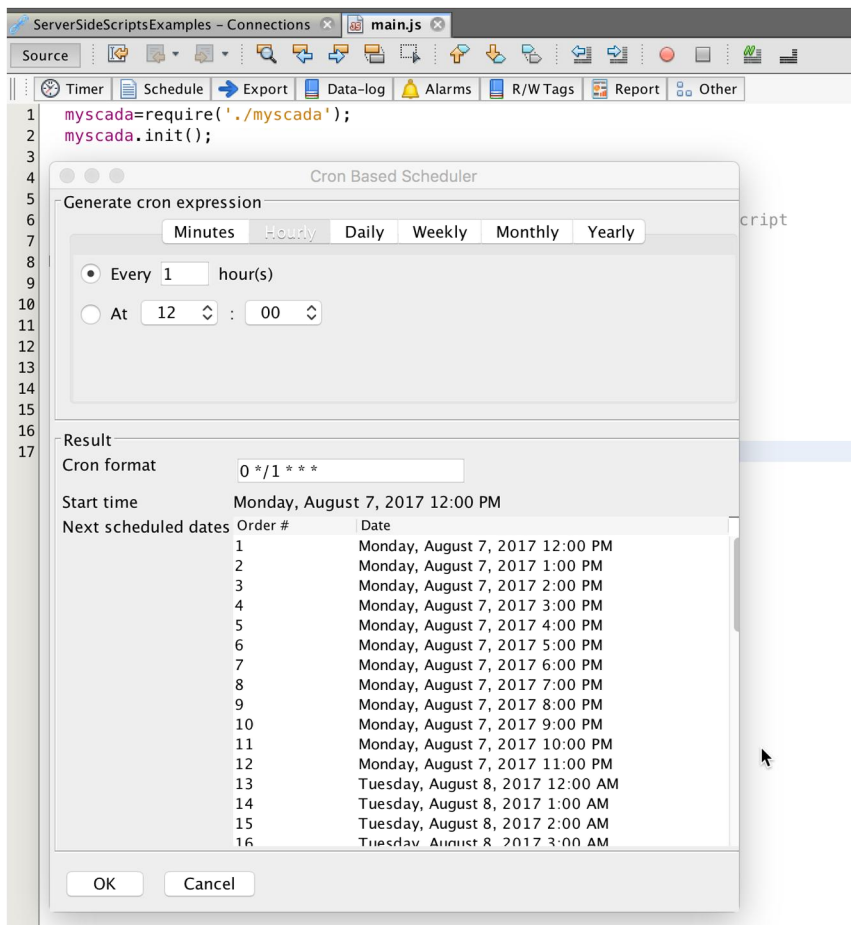 ServerSideScriptsExamples – Connections main.js
Source
Timer Schedule Export Data-log Alarms R/W Tags Report Other
1 myscada=require('./myscada');
2 myscada.init();
3
4 Cron Based Scheduler
5 Generate cron expression
6 cript
7 Minutes Hourly Daily Weekly Monthly Yearly
8
9 Every 1 hour(s)
10
11 At 12 : 00
12
13
14
15
16 Result
17 Cron format 0 */1 * * *
Start time Monday, August 7, 2017 12:00 PM
Next scheduled dates Order # Date
1 Monday, August 7, 2017 12:00 PM
2 Monday, August 7, 2017 1:00 PM
3 Monday, August 7, 2017 2:00 PM
4 Monday, August 7, 2017 3:00 PM
5 Monday, August 7, 2017 4:00 PM
6 Monday, August 7, 2017 5:00 PM
7 Monday, August 7, 2017 6:00 PM
8 Monday, August 7, 2017 7:00 PM
9 Monday, August 7, 2017 8:00 PM
10 Monday, August 7, 2017 9:00 PM
11 Monday, August 7, 2017 10:00 PM
12 Monday, August 7, 2017 11:00 PM
13 Tuesday, August 8, 2017 12:00 AM
14 Tuesday, August 8, 2017 1:00 AM
15 Tuesday, August 8, 2017 2:00 AM
16 Tuesday, August 8, 2017 3:00 AM
OK Cancel